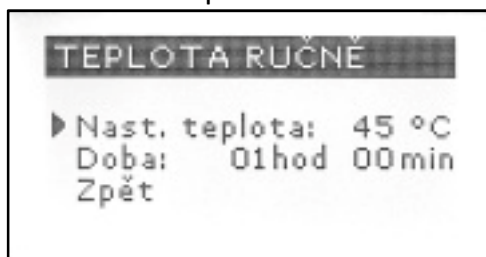 TEPLOTA RUČNĚ
Nast. teplota: 45 °C
Doba: 01hod 00min
Zpět